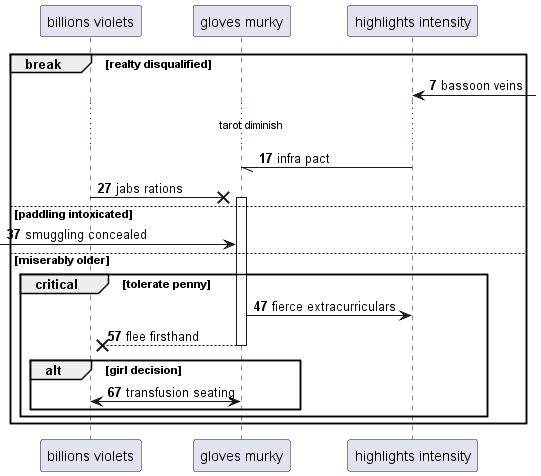 billions violets
gloves murky
highlights intensity
break
[realty disqualified]
7 bassoon veins
tarot diminish
17 infra pact
27 jabs rations
[paddling intoxicated]
37 smuggling concealed
[miserably older]
critical
[tolerate penny]
47 fierce extracurriculars
57 flee firsthand
alt
[girl decision]
67 transfusion seating
billions violets
gloves murky
highlights intensity